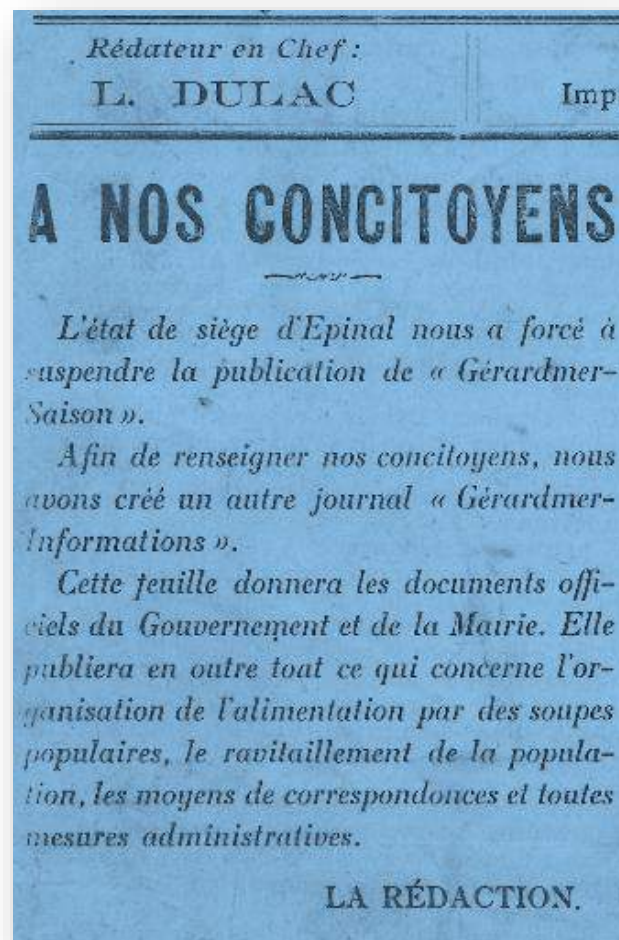 Rédateur en Chef :
L. DULAC
Imp
A NOS CONCITOYENS
L'état de siège d'Epinal nous a forcé à
suspendre la publication de « Gérardmer-
Saison ».
Afin de renseigner nos concitoyens, nous
avons créé un autre journal « Gérardmer-
Informations ».
Cette feuille donnera les documents offi-
ciels du Gouvernement et de la Mairie. Elle
publiera en outre tout ce qui concerne l'or-
ganisation de l'alimentation par des soupes
populaires, le ravitaillement de la popula-
tion, les moyens de correspondonces et toutes
mesures administratives.
LA RÉDACTION.